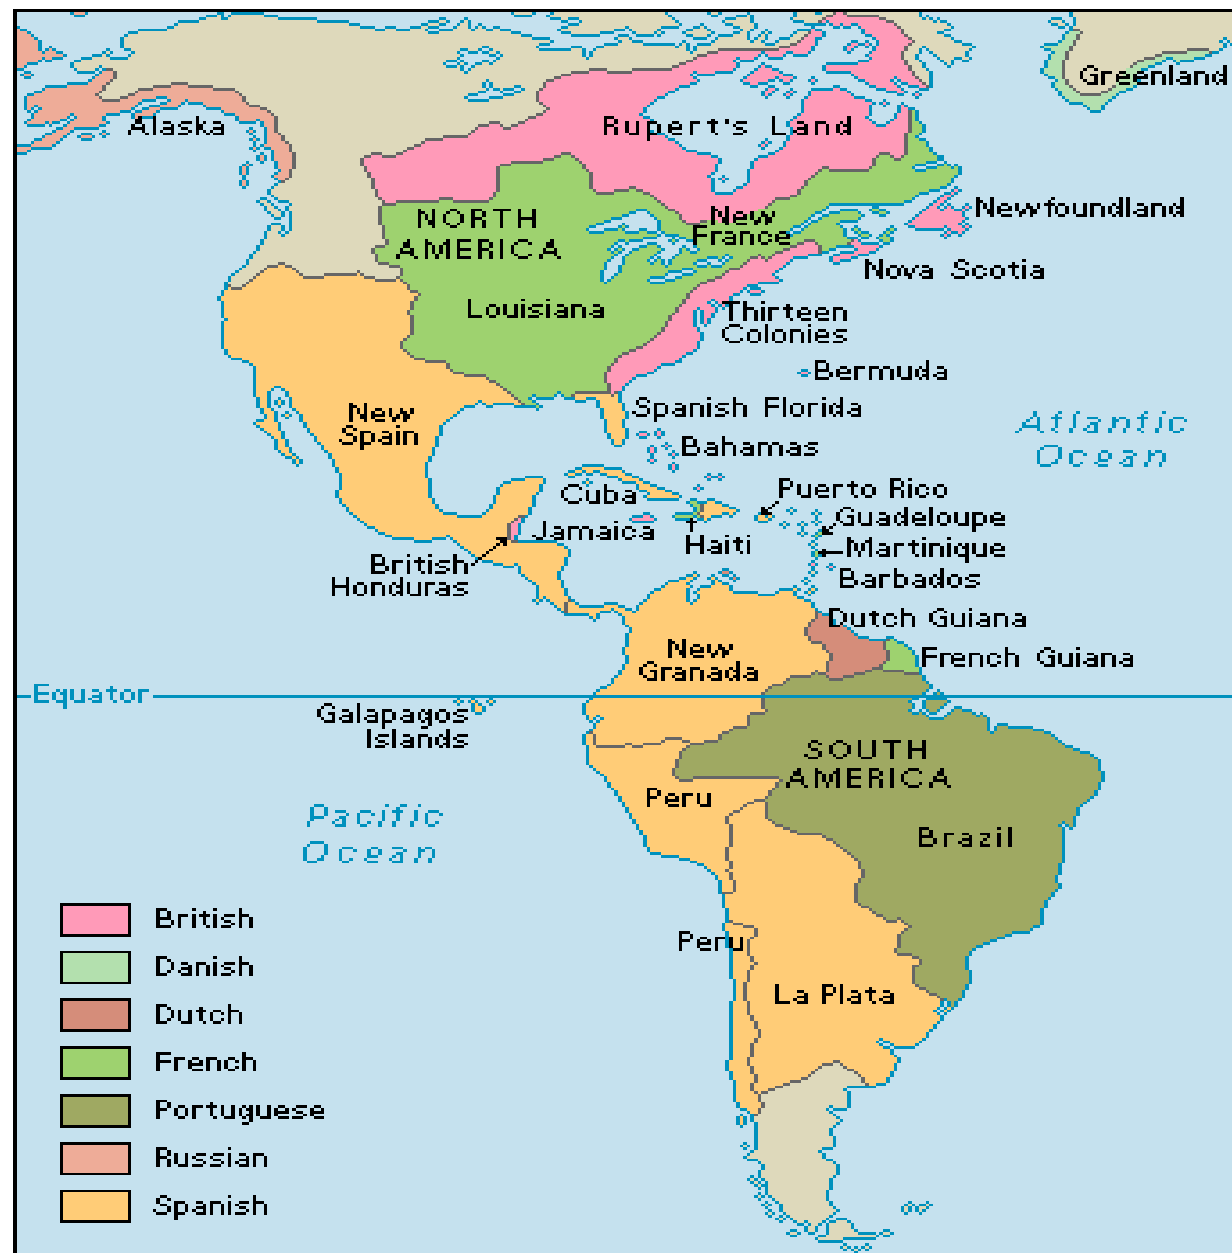 Greenland
Alaska
Rupert's Land
NORTH
AMERICA
New
France
Newfoundland
Nova Scotia
Louisiana
Thirteen
Colonies
Bermuda
New
Spain
Spanish Florida
Atlantic
Ocean
Bahamas
Cuba
Puerto Rico
Guadeloupe
Jamaica
Haiti
Martinique
British
Honduras
Barbados
Dutch Guiana
New
Granada
French Guiana
Equator
Galapagos
Islands
SOUTH
AMERICA
Peru
Pacific
Ocean
Brazil
Peru
La Plata
British
Danish
Dutch
French
Portuguese
Russian
Spanish